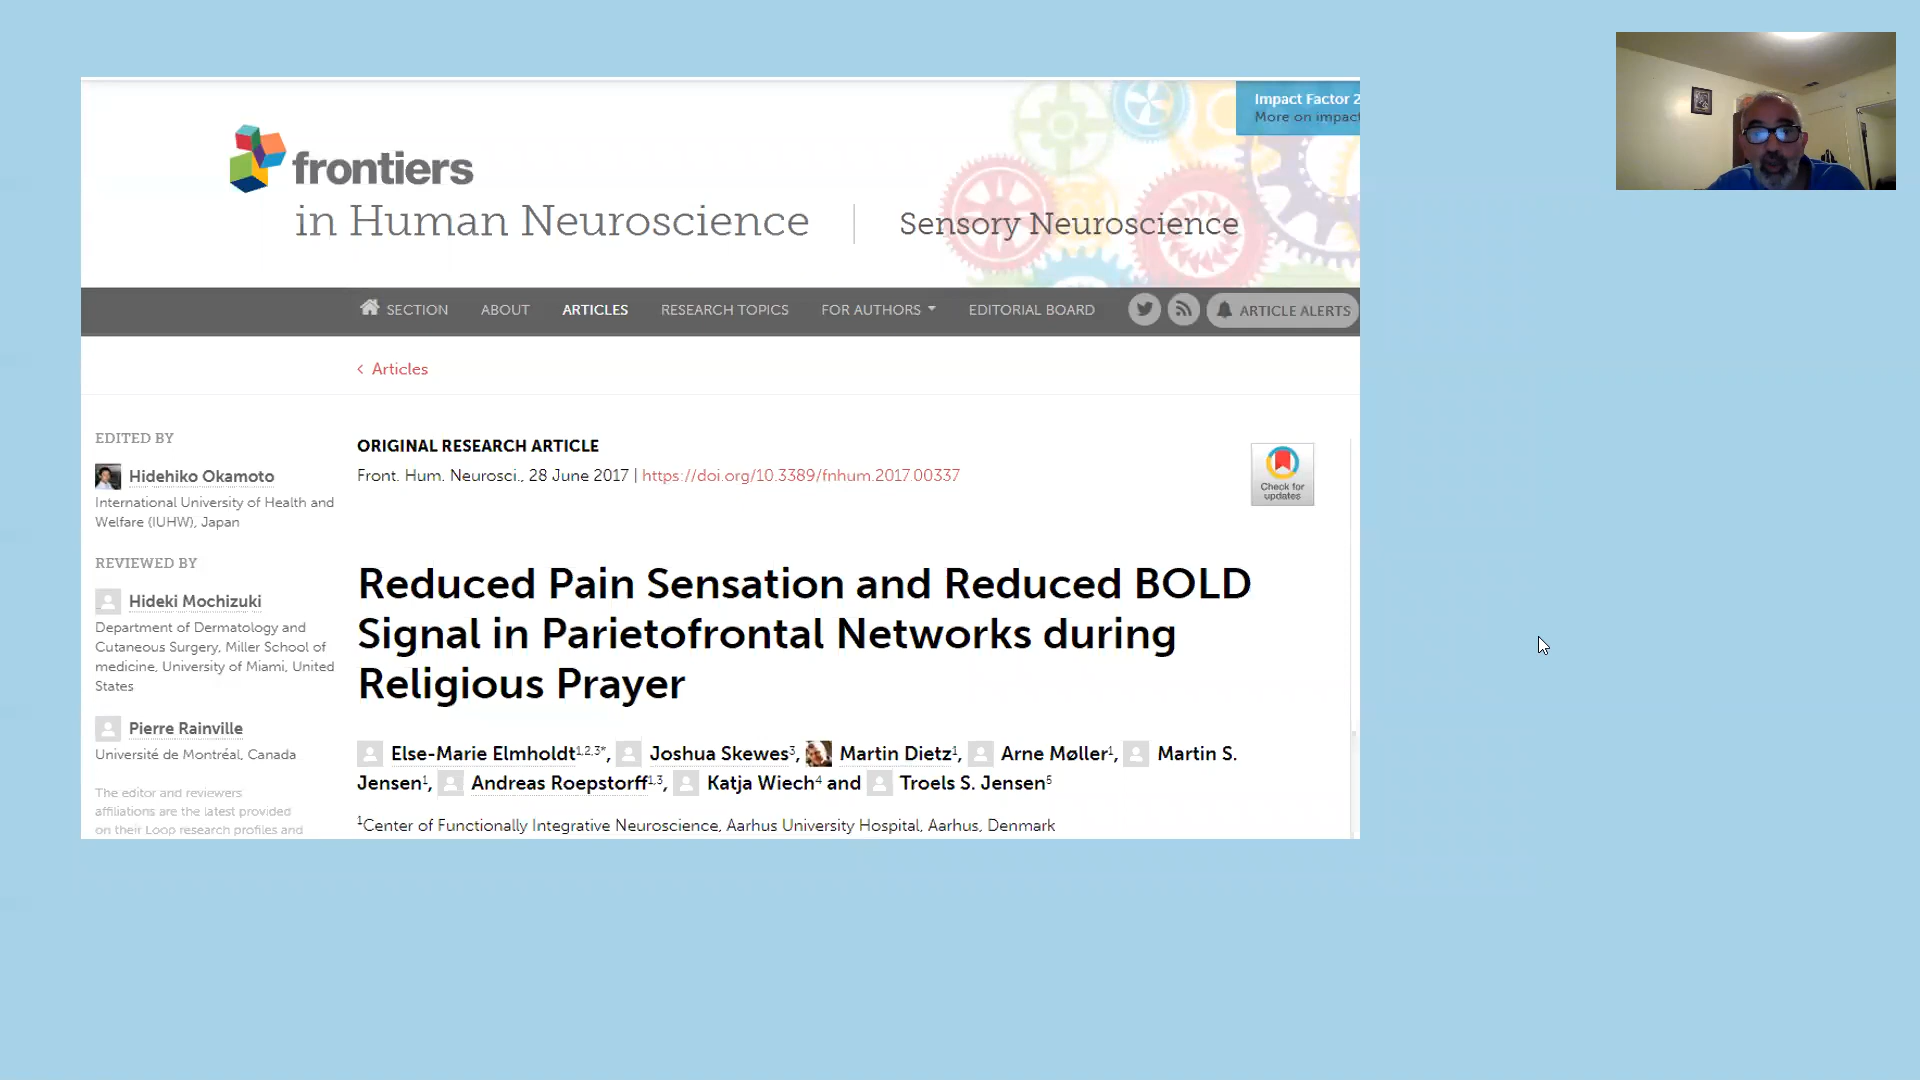 Impact Factor 2
More on impact
frontiers
in Human Neuroscience
Sensory Neuroscience
SECTION ABOUT ARTICLES RESEARCH TOPICS FOR AUTHORS EDITORIAL BOARD ARTICLE ALERTS
< Articles
EDITED BY
Hidehiko Okamoto
International University of Health and
Welfare (IUHW), Japan
REVIEWED BY
Hideki Mochizuki
Department of Dermatology and
Cutaneous Surgery, Miller School of
medicine, University of Miami, United
States
Pierre Rainville
Université de Montréal, Canada
The editor and reviewers
affiliations are the latest provided
on their Loop research profiles and
ORIGINAL RESEARCH ARTICLE
Front. Hum. Neurosci., 28 June 2017 | https://doi.org/10.3389/fnhum.2017.00337
Check for
updates
Reduced Pain Sensation and Reduced BOLD
Signal in Parietofrontal Networks during
Religious Prayer
Else-Marie Elmholdt1,2,3*, Joshua Skewes3, Martin Dietz1, Arne Møller1, Martin S.
Jensen1, Andreas Roepstorff1,3, Katja Wiech4 and Troels S. Jensen5
1Center of Functionally Integrative Neuroscience, Aarhus University Hospital, Aarhus, Denmark